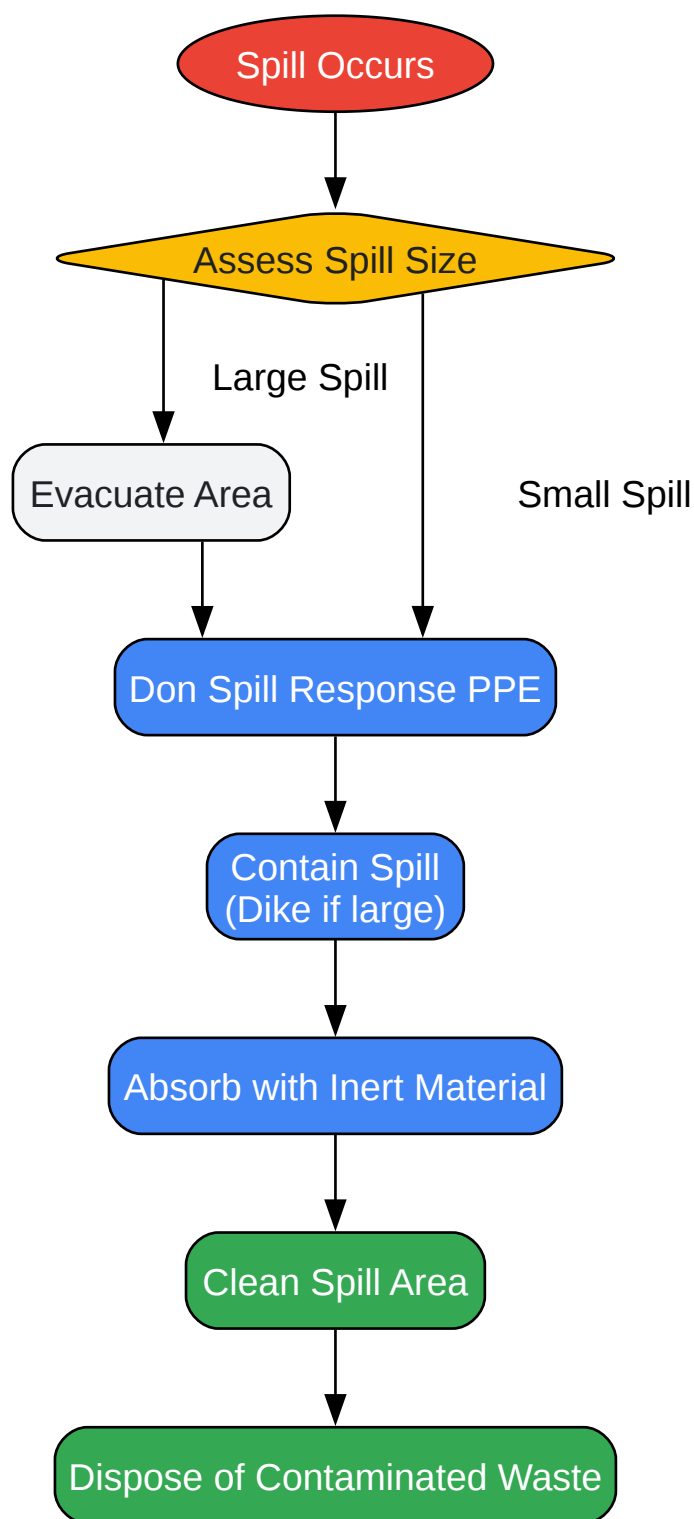 Spill Occurs
Assess Spill Size
Large Spill
Evacuate Area
Small Spill
Don Spill Response PPE
Contain Spill
(Dike if large)
Absorb with Inert Material
Clean Spill Area
Dispose of Contaminated Waste